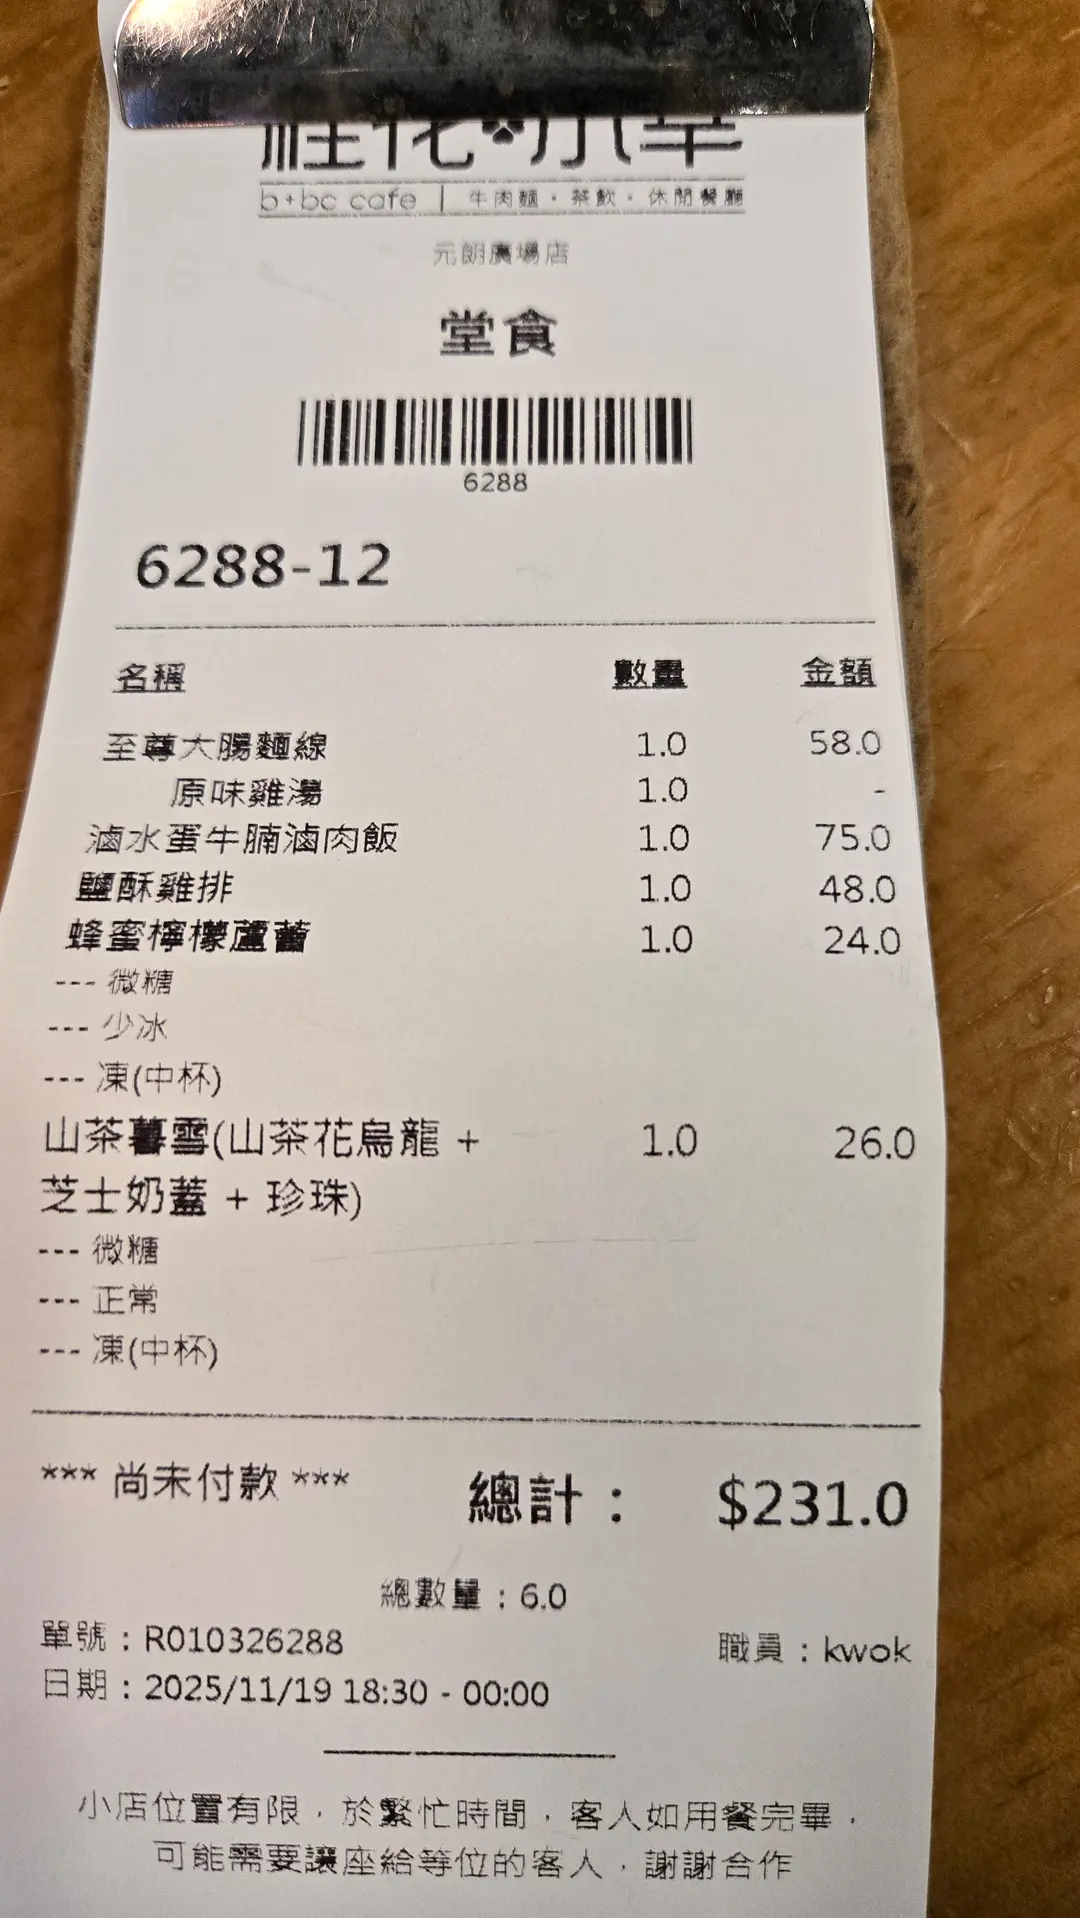 桂花小草
b+bc cafe | 牛肉麵・茶飲・休閒餐廳
元朗廣場店
堂食
6288
6288-12
名稱 數量 金額
至尊大腸麵線 1.0 58.0
原味雞湯 1.0 -
滷水蛋牛腩滷肉飯 1.0 75.0
鹽酥雞排 1.0 48.0
蜂蜜檸檬蘆薈 1.0 24.0
--- 微糖
--- 少冰
--- 凍(中杯)
山茶暮雪(山茶花烏龍 + 1.0 26.0
芝士奶蓋 + 珍珠)
--- 微糖
--- 正常
--- 凍(中杯)
*** 尚未付款 *** 總計： $231.0
總數量：6.0
單號：R010326288 職員：kwok
日期：2025/11/19 18:30 - 00:00
小店位置有限，於繁忙時間，客人如用餐完畢，
可能需要讓座給等位的客人，謝謝合作